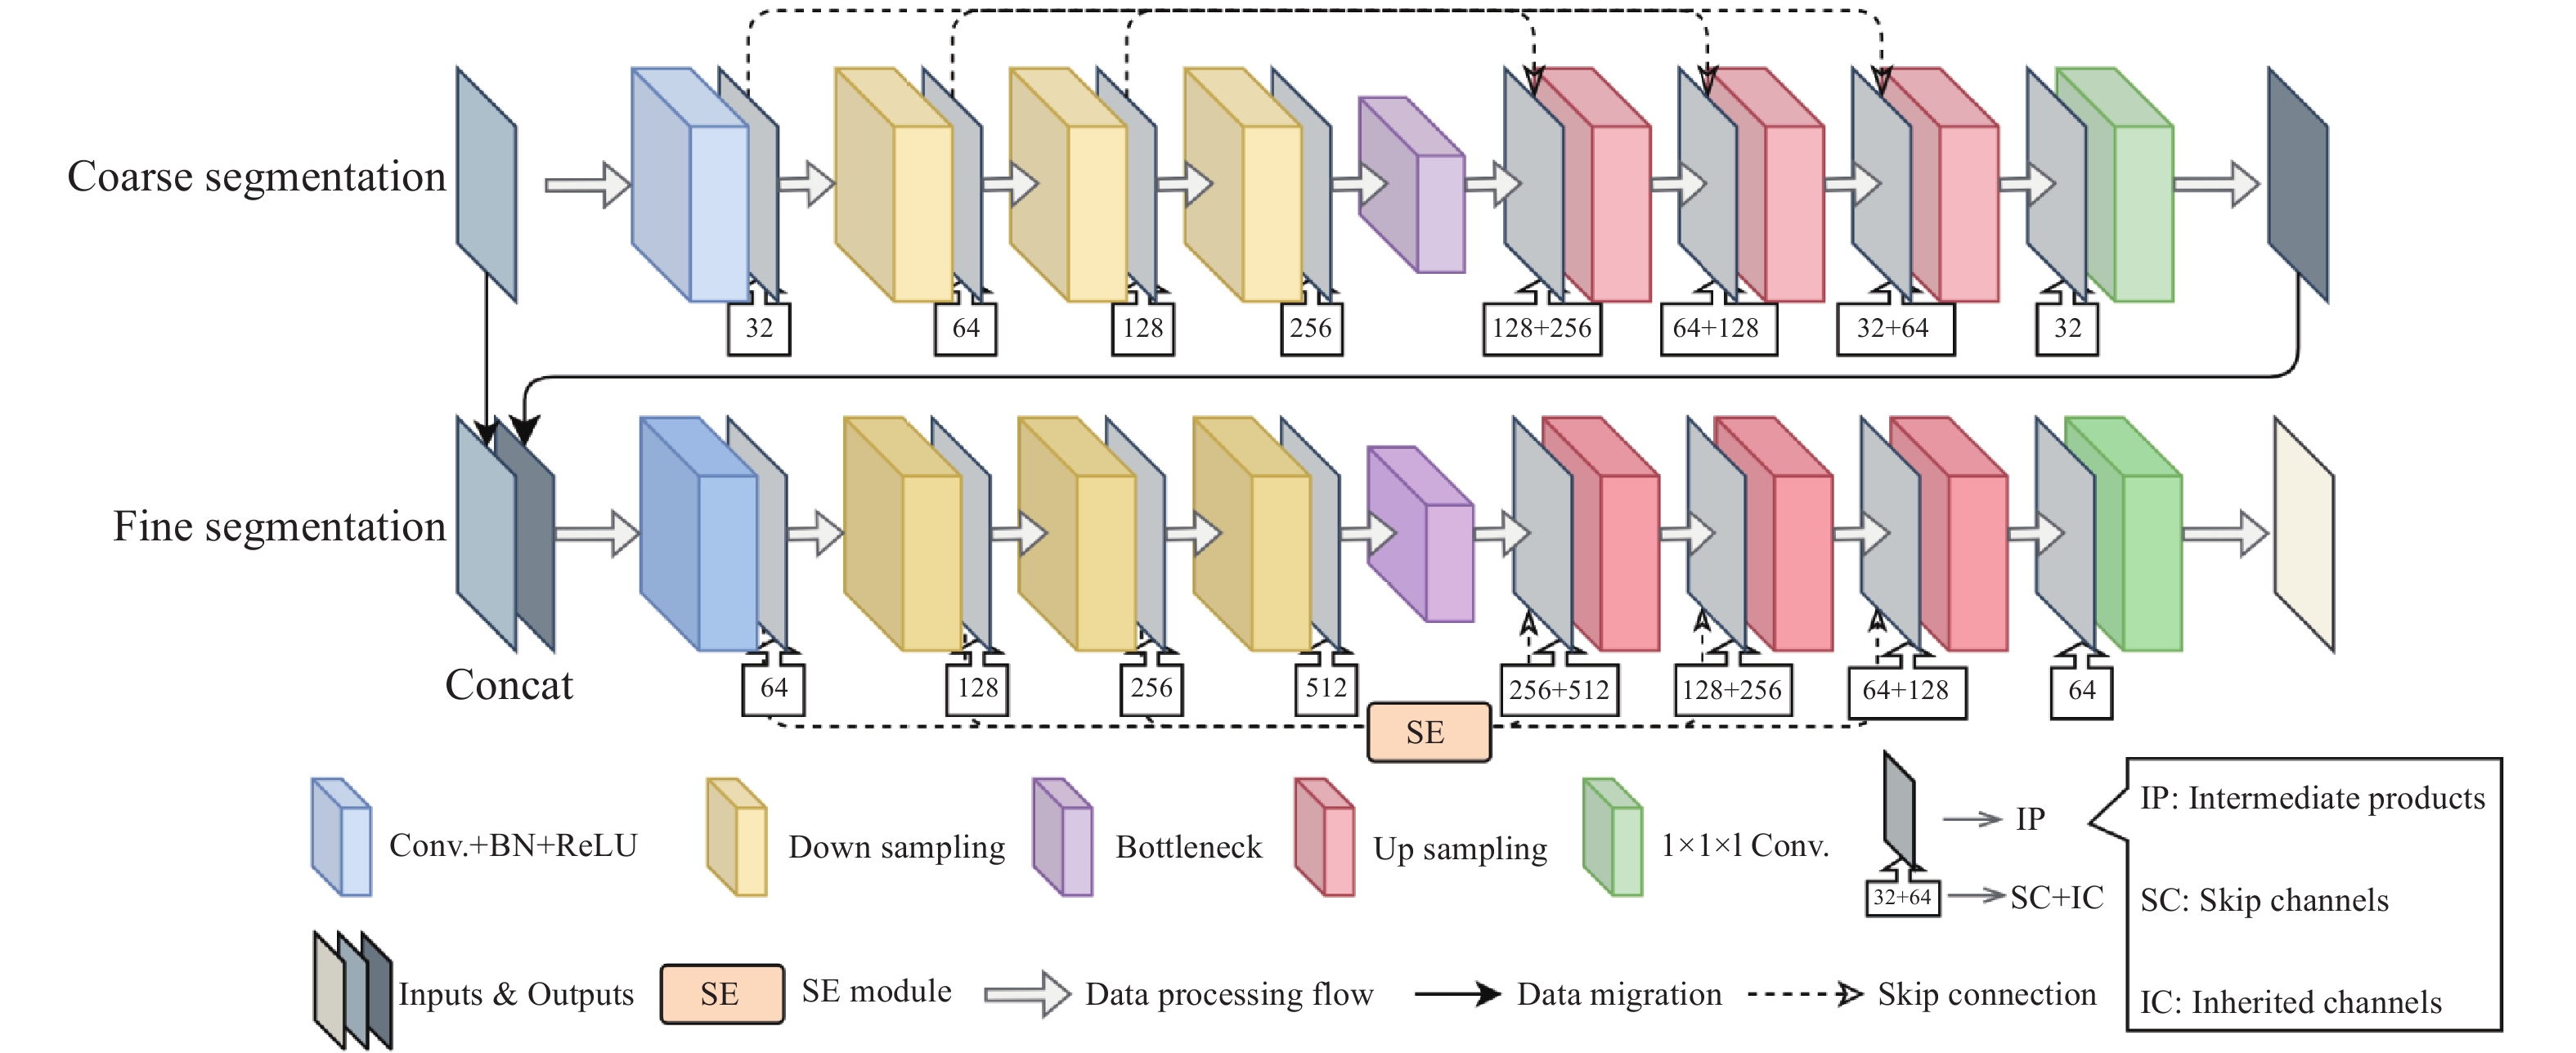 Coarse segmentation
32
64
128
256
128+256
64+128
32+64
32
Fine segmentation
Concat
64
128
256
512
256+512
128+256
64+128
64
SE
Conv.+BN+ReLU
Down sampling
Bottleneck
Up sampling
1×1×1 Conv.
IP
32+64
SC+IC
IP: Intermediate products
SC: Skip channels
IC: Inherited channels
Inputs & Outputs
SE
SE module
Data processing flow
Data migration
Skip connection